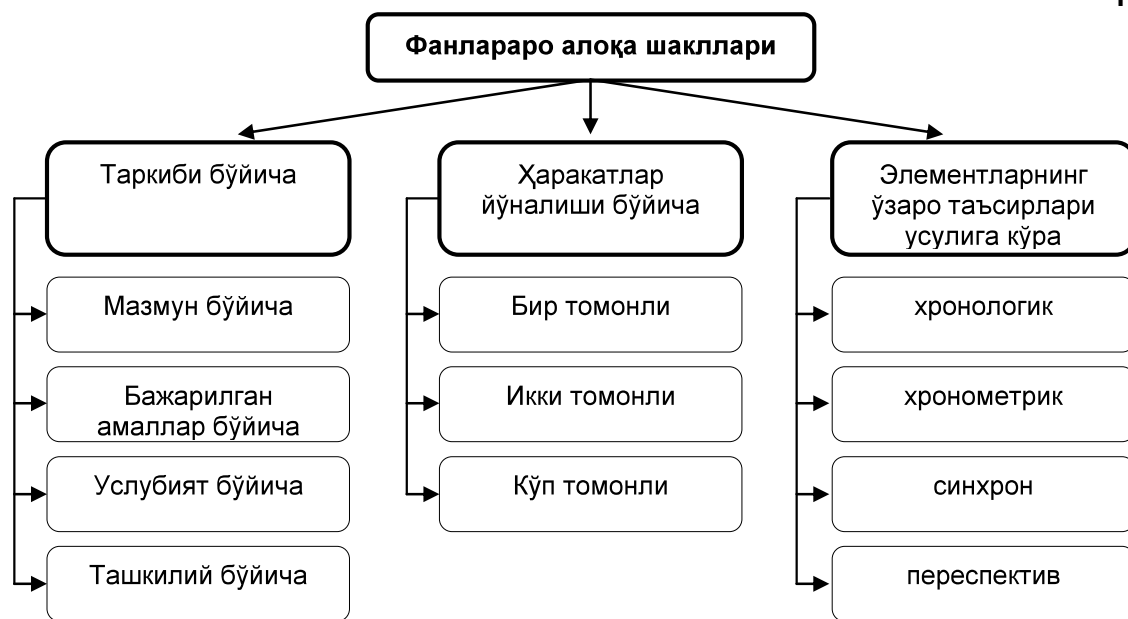 Фанлараро алоқа шакллари
Таркиби бўйича
Мазмун бўйича
Бажарилган
амаллар бўйича
Услубият бўйича
Ташкилий бўйича
Ҳаракатлар
йўналиши бўйича
Бир томонли
Икки томонли
Кўп томонли
Элементларнинг
ўзаро таъсирлари
усулига кўра
хронологик
хронометрик
синхрон
переспектив